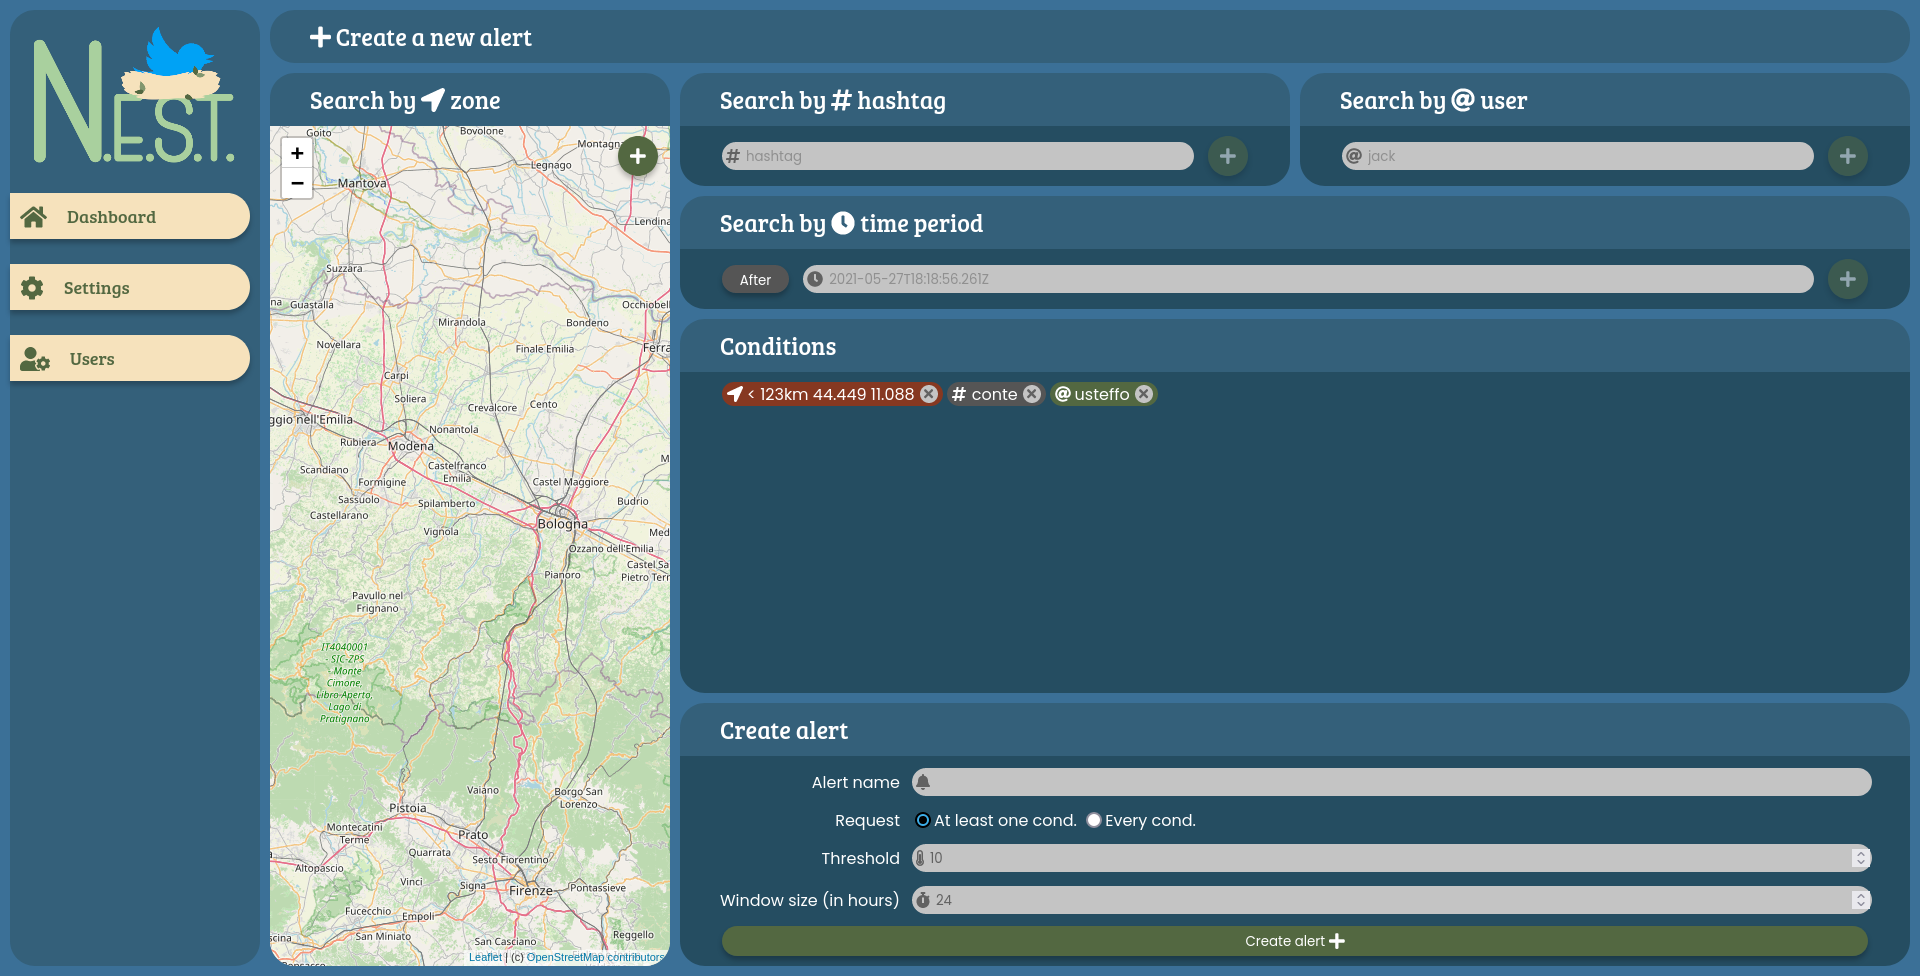 N.E.S.T.
Dashboard
Settings
Users
Create a new alert
Search by zone
+
−
Goito
Bovolone
Montagn
Legnago
Mantova
Lendina
Suzzara
na
Guastalla
Occhiobel
Mirandola
Bondeno
Novellara
Finale Emilia
Ferra
Carpi
Soliera
Crevalcore
Cento
ggio nell'Emilia
Nonantola
Rubiera
Modena
M
Scandiano
Castelfranco
Emilia
Formigine
Castel Maggiore
Sassuolo
Spilamberto
Budrio
Castellarano
Bologna
Vignola
Med
Ozzano dell'Emilia
Castel Sa
Pietro Terr
Pianoro
Pavullo nel
Frignano
IT4040001
- SIC-ZPS
- Monte
Cimone,
Libro Aperto,
Lago di
Pratignano
Vaiano
Borgo San
Lorenzo
Pistoia
Montecatini
Terme
Prato
Quarrata
Sesto Fiorentino
Altopascio
Vinci
Signa
Firenze
Pontassieve
Fucecchio
Empoli
San Miniato
Reggello
scina
San Casciano
Leaflet | (c) OpenStreetMap contributors
Search by # hashtag
# hashtag
Search by @ user
@ jack
Search by time period
After
2021-05-27T18:18:56.261Z
Conditions
< 123km 44.449 11.088
# conte
@ usteffo
Create alert
Alert name
Request
At least one cond.
Every cond.
Threshold
10
Window size (in hours)
24
Create alert